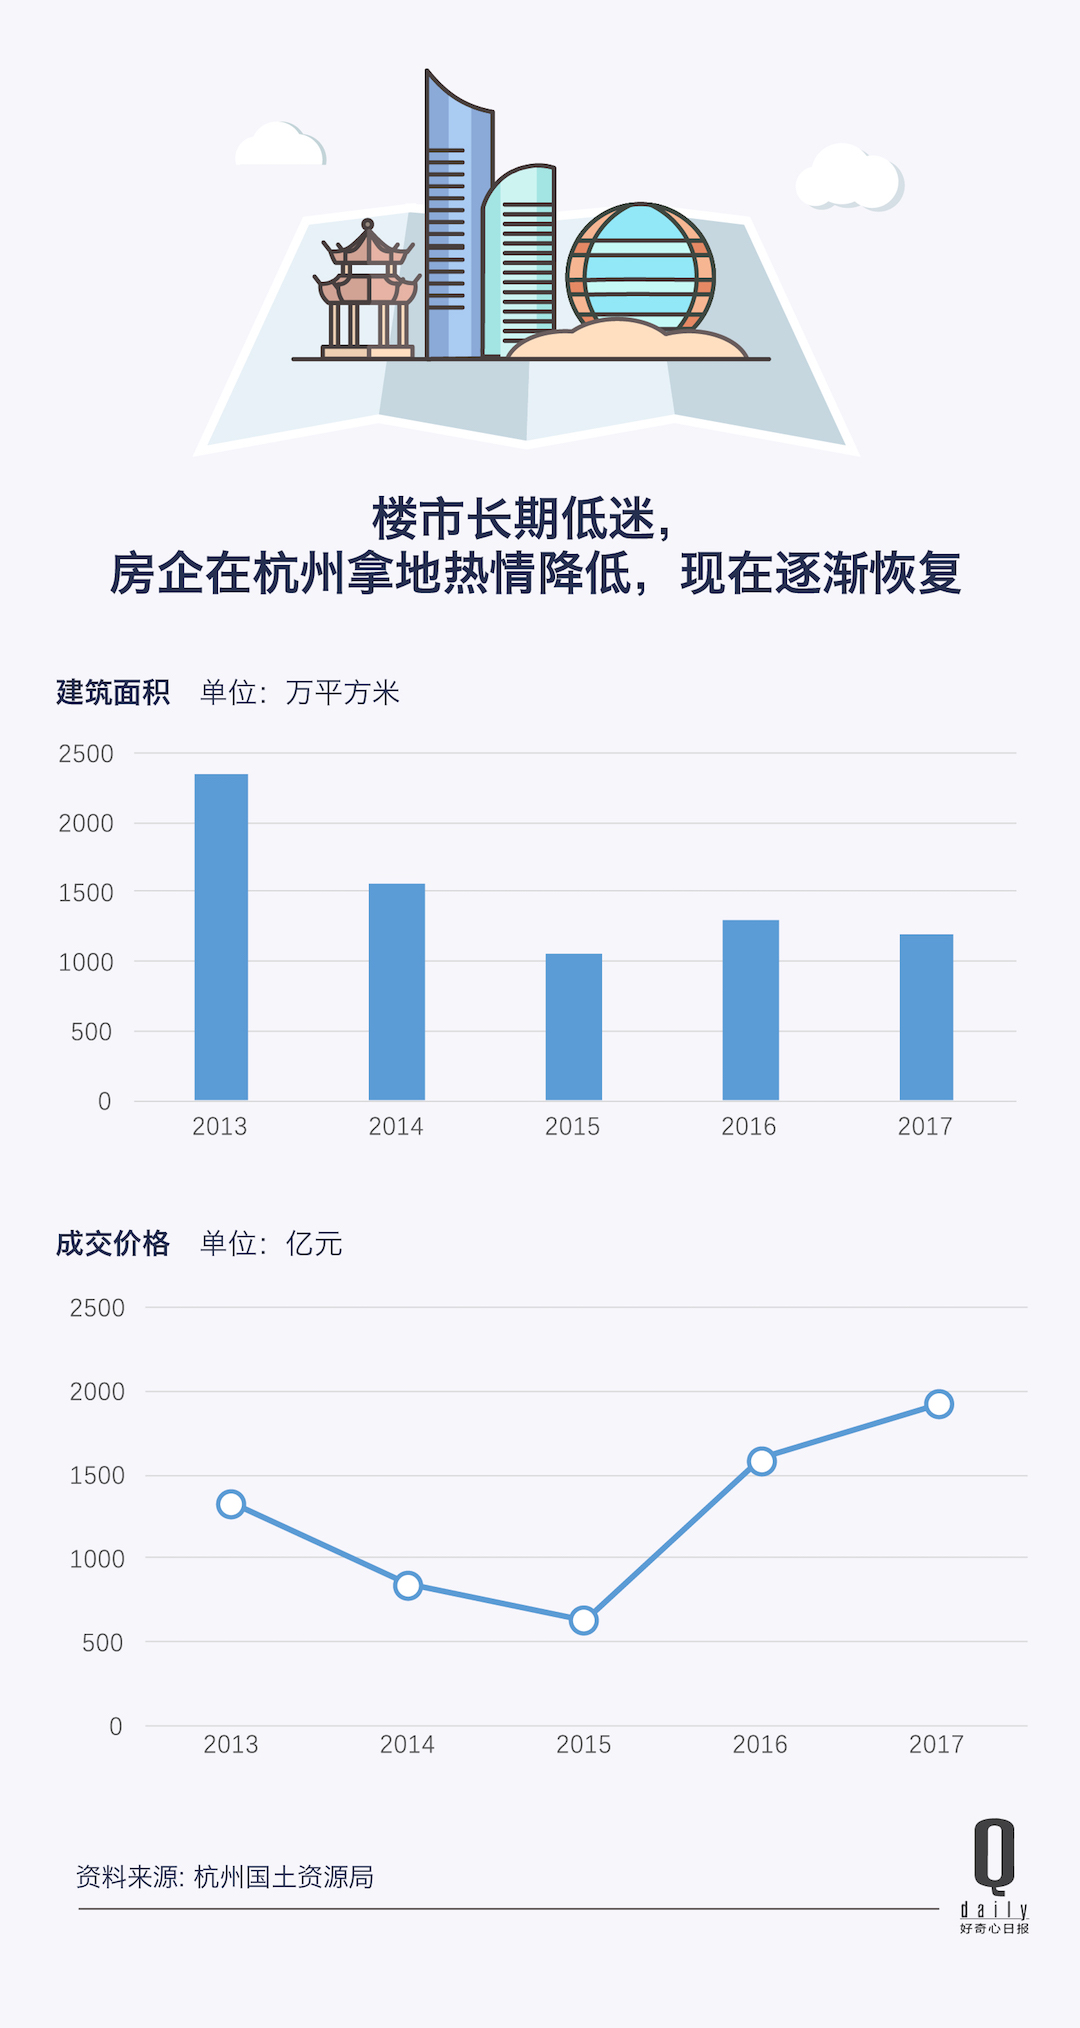 楼市长期低迷，
房企在杭州拿地热情降低，现在逐渐恢复
建筑面积 单位：万平方米
2500
2000
1500
1000
500
0
2013 2014 2015 2016 2017
成交价格 单位：亿元
2500
2000
1500
1000
500
0
2013 2014 2015 2016 2017
资料来源: 杭州国土资源局
Q
daily
好奇心日报